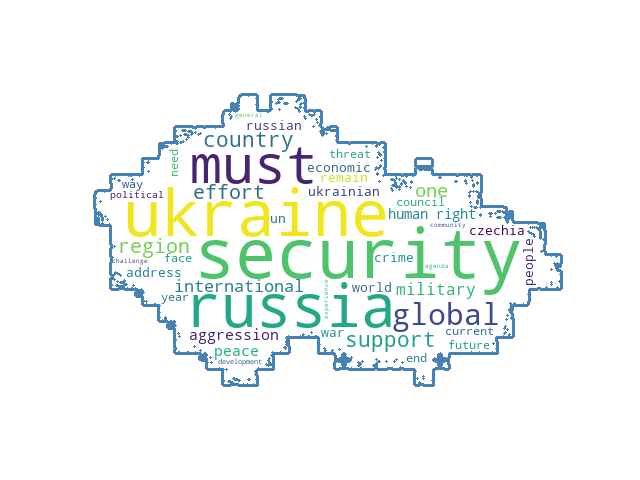 general
russian
country
must
need
threat
economic
remain
way
political
effort
ukrainian
one
council
ukraine
un
human right
community
czechia
region
security
challenge
face
crime
agenda
people
address
international
experience
world
military
year
russia
global
aggression
war
support
current
peace
future
development
end